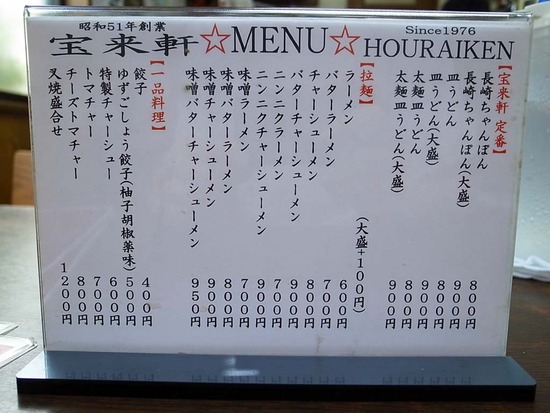 昭和51年創業
宝来軒 ☆MENU☆ Since1976
HOURAIKEN
【宝来軒 定番】
長崎ちゃんぽん 800円
長崎ちゃんぽん(大盛) 900円
皿うどん 800円
皿うどん(大盛) 900円
太麺皿うどん 800円
太麺皿うどん(大盛) 900円
【拉麺】 (大盛+100円)
ラーメン 600円
バターラーメン 700円
チャーシューメン 800円
バターチャーシューメン 900円
ニンニクラーメン 700円
ニンニクチャーシューメン 900円
味噌ラーメン 700円
味噌バターラーメン 800円
味噌チャーシューメン 900円
味噌バターチャーシューメン 950円
【一品料理】
餃子 400円
ゆずごしょう餃子(柚子胡椒薬味) 500円
特製チャーシュー 600円
トマチャー 700円
チーズトマチャー 800円
叉焼盛合せ 1200円